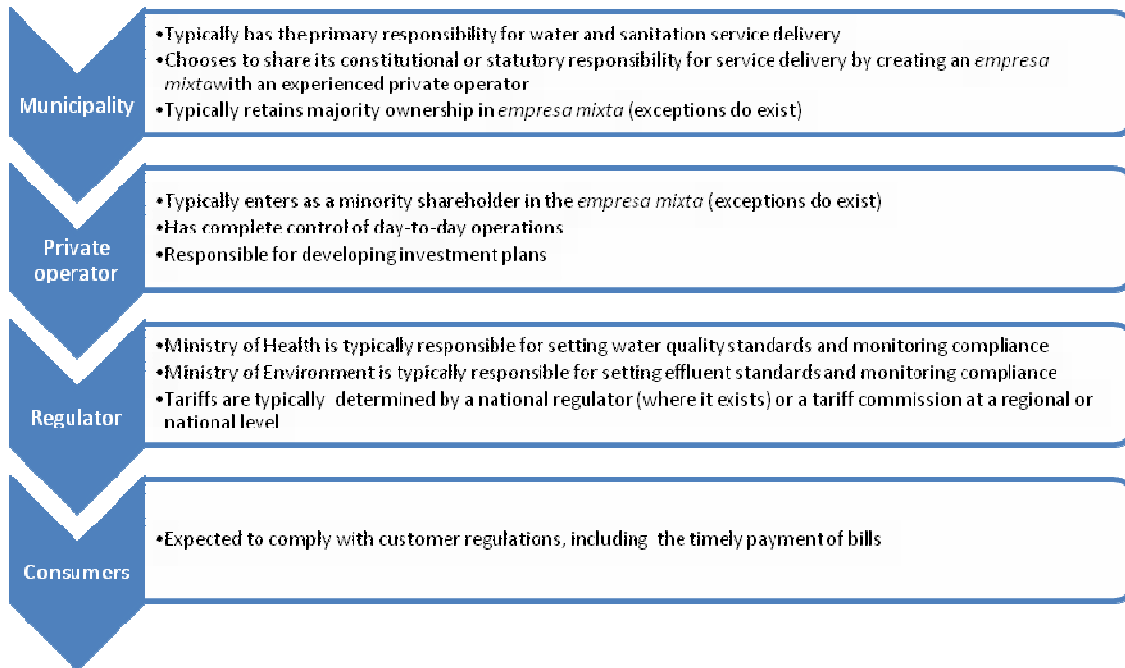 Municipality
•Typically has the primary responsibility for water and sanitation service delivery
•Chooses to share its constitutional or statutory responsibility for service delivery by creating an empresa
mixta with an experienced private operator
•Typically retains majority ownership in empresa mixta (exceptions do exist)
Private
operator
•Typically enters as a minority shareholder in the empresa mixta (exceptions do exist)
•Has complete control of day-to-day operations
•Responsible for developing investment plans
Regulator
•Ministry of Health is typically responsible for setting water quality standards and monitoring compliance
•Ministry of Environment is typically responsible for setting effluent standards and monitoring compliance
•Tariffs are typically determined by a national regulator (where it exists) or a tariff commission at a regional or
national level
Consumers
•Expected to comply with customer regulations, including the timely payment of bills